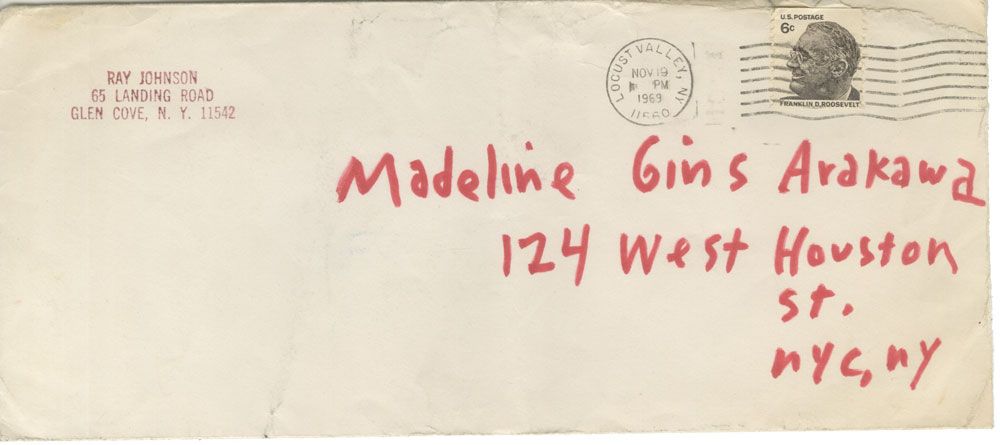 RAY JOHNSON
65 LANDING ROAD
GLEN COVE, N. Y. 11542
LOCUST VALLEY, NY
NOV 19
PM
1969
11560
U.S. POSTAGE
6c
FRANKLIN D. ROOSEVELT
Madeline Gins Arakawa
124 West Houston
st.
nyc, ny